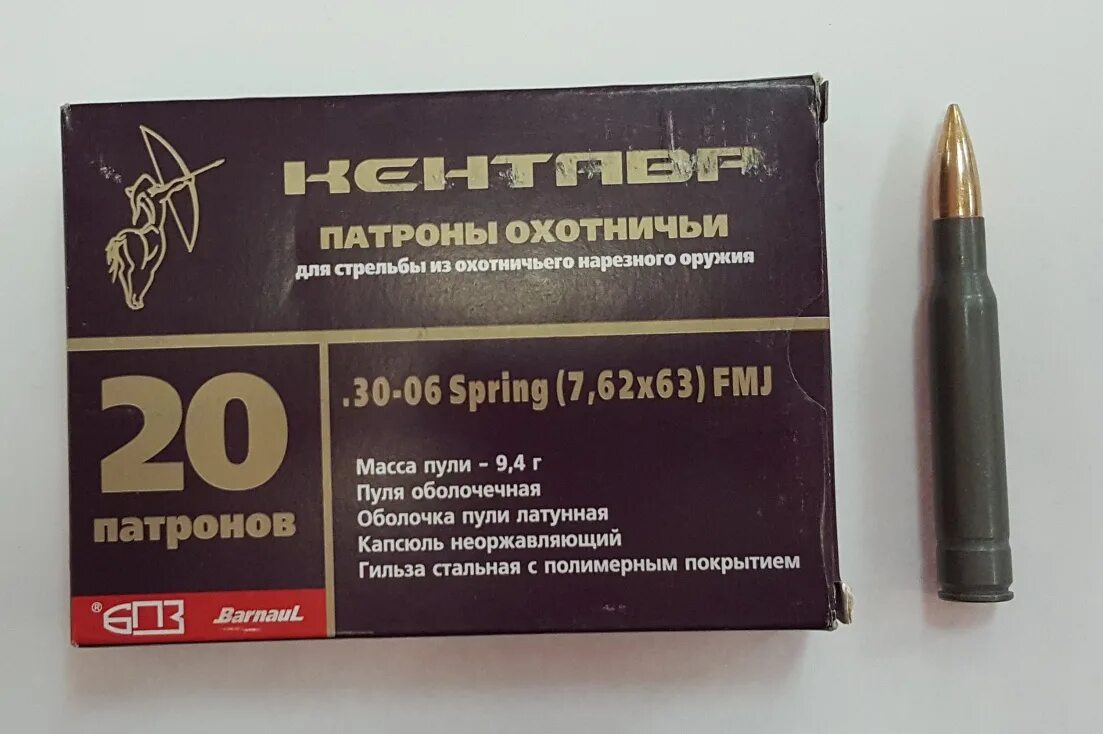 КЕНТАВР
ПАТРОНЫ ОХОТНИЧЬИ
для стрельбы из охотничьего нарезного оружия
20
патронов
.30-06 Spring (7,62x63) FMJ
Масса пули – 9,4 г
Пуля оболочечная
Оболочка пули латунная
Капсюль неоржавляющий
Гильза стальная с полимерным покрытием
® БПЗ
Barnaul